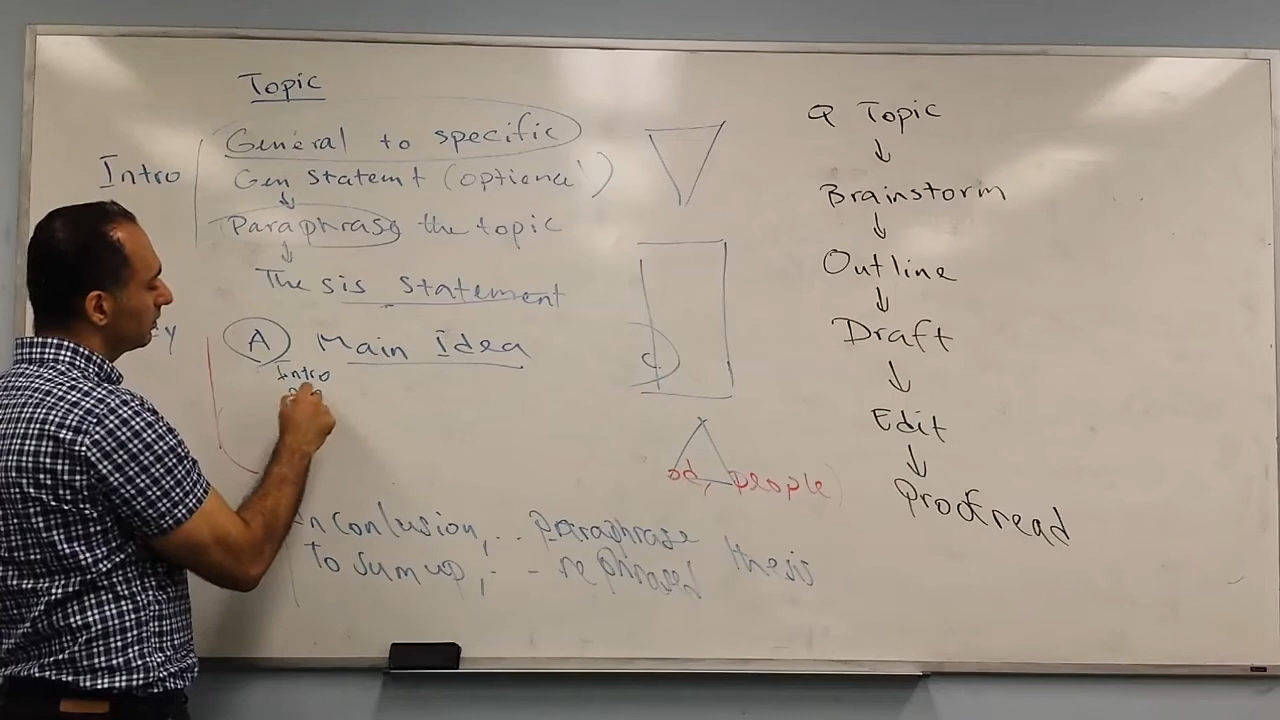 Topic
General to specific
Intro
Gen statemt (optional)
Paraphrase the topic
Thesis statement
A Main idea
Intro
c
od, people)
In Conlusion, .. paraphrase thesis
To sum up, . - rephrased
Q Topic
Brainstorm
Outline
Draft
Edit
Proofread